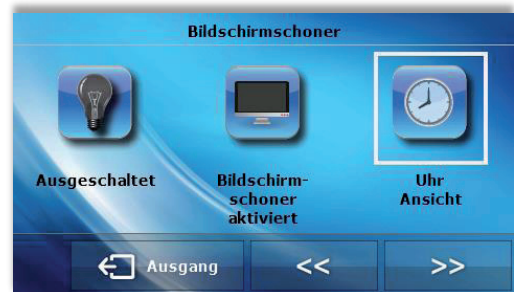 Bildschirmschoner
Ausgeschaltet
Bildschirm-
schoner
aktiviert
Uhr
Ansicht
Ausgang
<<
>>